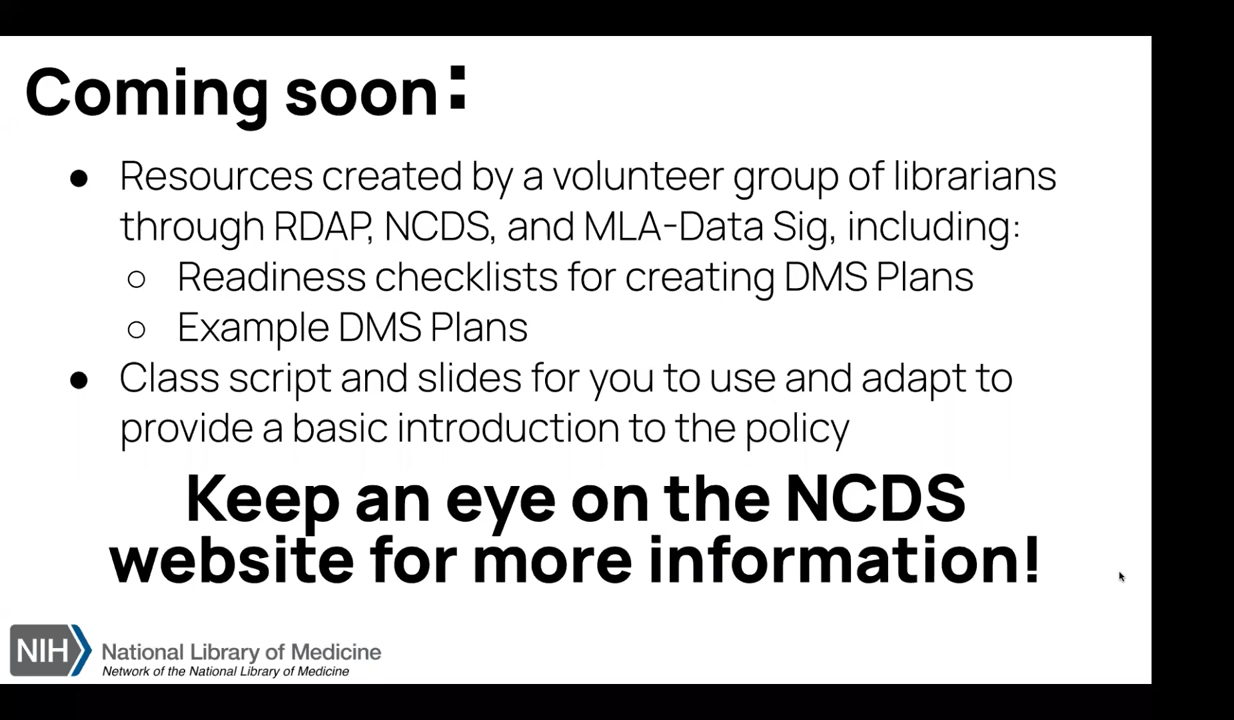 Coming soon:
● Resources created by a volunteer group of librarians
through RDAP, NCDS, and MLA-Data Sig, including:
○ Readiness checklists for creating DMS Plans
○ Example DMS Plans
● Class script and slides for you to use and adapt to
provide a basic introduction to the policy
Keep an eye on the NCDS
website for more information!
NIH National Library of Medicine
Network of the National Library of Medicine